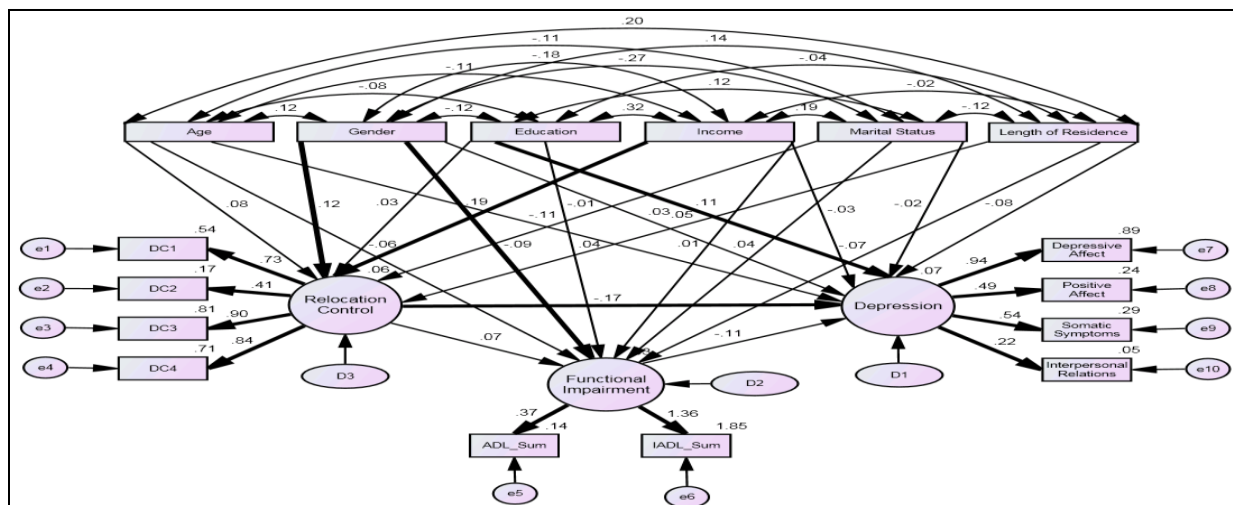 .20
-.11 .14
-.18
-.11 -.27 -.04
-.08 .12 -.02
.12 -.12 .32 .19 -.12
Age Gender Education Income Marital Status Length of Residence
.08 .12 .03 .19 -.11 -.01 .03 .05 .11 -.03 -.02 -.08
-.06 -.09 .04 .01 .04 -.07
e1 DC1 .54 .73
e2 DC2 .17 .41
e3 DC3 .81 .90
e4 DC4 .71 .84
.06
Relocation
Control
D3
-.17
.07
-.11
.07
Depression
D1
.89 .94
Depressive
Affect
e7
.24 .49
Positive
Affect
e8
.29 .54
Somatic
Symptoms
e9
.05 .22
Interpersonal
Relations
e10
Functional
Impairment
D2
.37 1.36
.14 1.85
ADL_Sum IADL_Sum
e5 e6